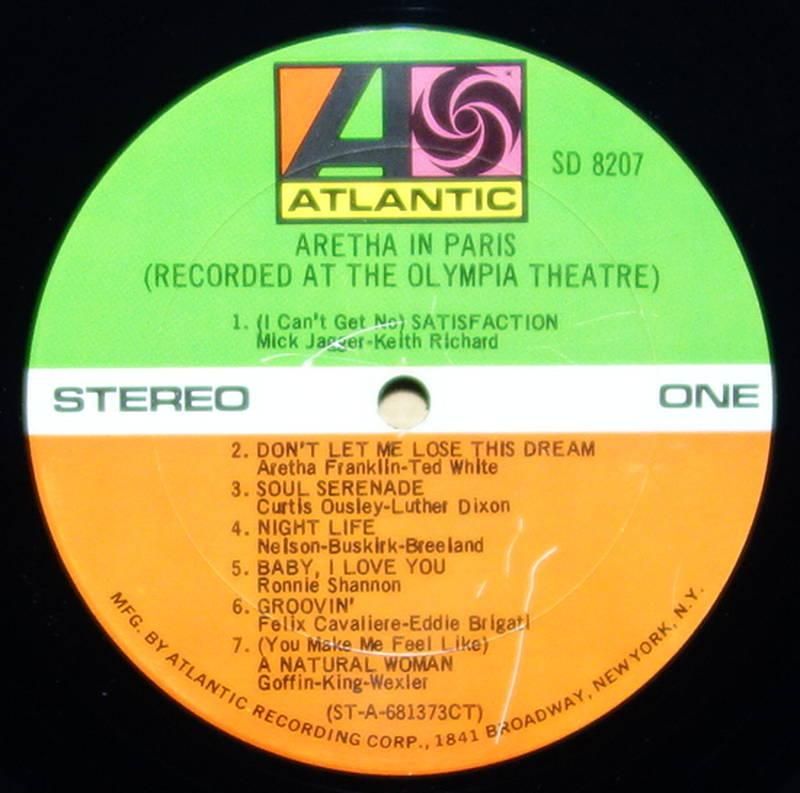 ATLANTIC
SD 8207
ARETHA IN PARIS
(RECORDED AT THE OLYMPIA THEATRE)
1. (I Can't Get No) SATISFACTION
Mick Jagger-Keith Richard
STEREO
ONE
2. DON'T LET ME LOSE THIS DREAM
Aretha Franklin-Ted White
3. SOUL SERENADE
Curtis Ousley-Luther Dixon
4. NIGHT LIFE
Nelson-Buskirk-Breeland
5. BABY, I LOVE YOU
Ronnie Shannon
6. GROOVIN'
Felix Cavaliere-Eddie Brigati
7. (You Make Me Feel Like)
A NATURAL WOMAN
Goffin-King-Wexler
(ST-A-681373CT)
MFG. BY ATLANTIC RECORDING CORP., 1841 BROADWAY, NEW YORK, N.Y.